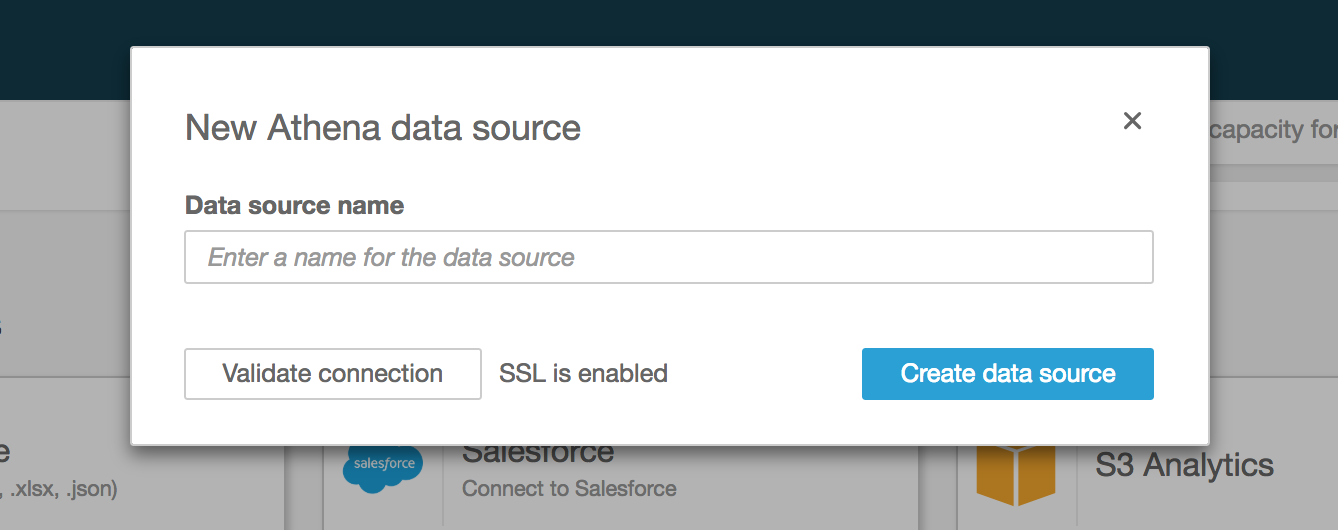 New Athena data source
capacity for
Data source name
Enter a name for the data source
Validate connection
SSL is enabled
Create data source
Salesforce
salesforce
S3 Analytics
, .xlsx, .json)
Connect to Salesforce